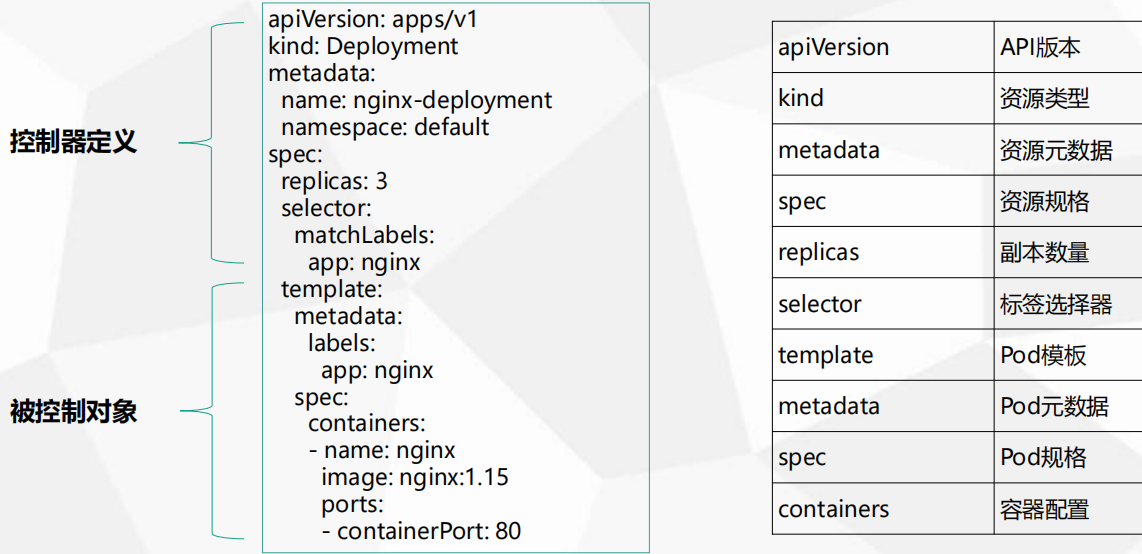 控制器定义
被控制对象
apiVersion: apps/v1
kind: Deployment
metadata:
  name: nginx-deployment
  namespace: default
spec:
  replicas: 3
  selector:
    matchLabels:
      app: nginx
  template:
    metadata:
      labels:
        app: nginx
    spec:
      containers:
      - name: nginx
        image: nginx:1.15
        ports:
        - containerPort: 80
apiVersion API版本
kind 资源类型
metadata 资源元数据
spec 资源规格
replicas 副本数量
selector 标签选择器
template Pod模板
metadata Pod元数据
spec Pod规格
containers 容器配置